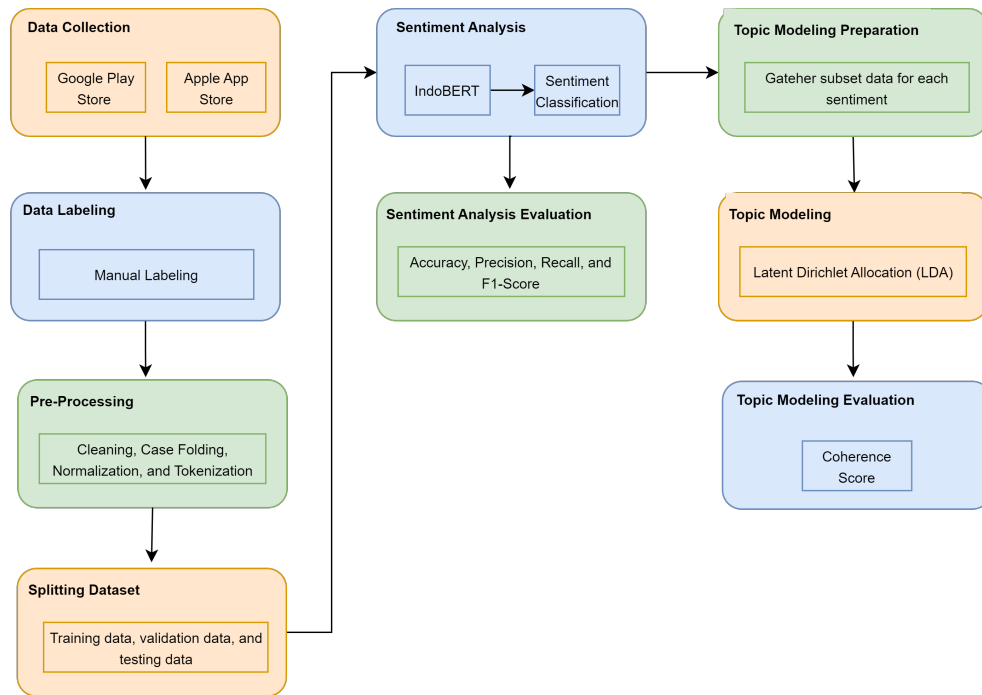 Data Collection
Google Play
Store
Apple App
Store
Data Labeling
Manual Labeling
Pre-Processing
Cleaning, Case Folding,
Normalization, and Tokenization
Splitting Dataset
Training data, validation data, and
testing data
Sentiment Analysis
IndoBERT
Sentiment
Classification
Sentiment Analysis Evaluation
Accuracy, Precision, Recall, and
F1-Score
Topic Modeling Preparation
Gateher subset data for each
sentiment
Topic Modeling
Latent Dirichlet Allocation (LDA)
Topic Modeling Evaluation
Coherence
Score